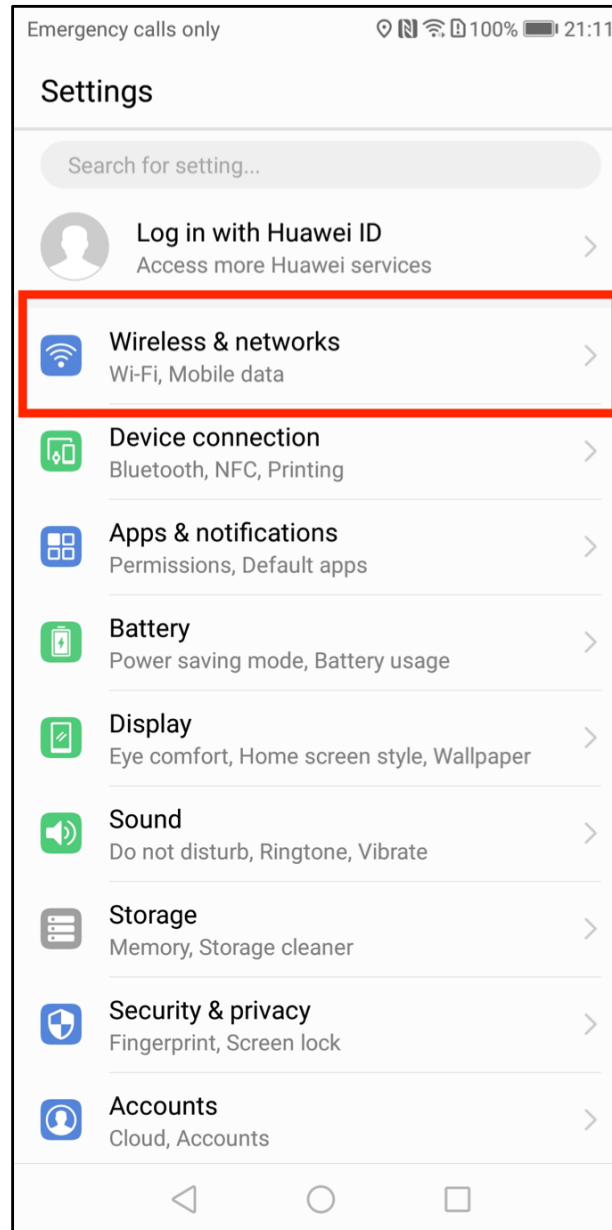 Emergency calls only 100% 21:11
Settings
Search for setting...
Log in with Huawei ID
Access more Huawei services
Wireless & networks
Wi-Fi, Mobile data
Device connection
Bluetooth, NFC, Printing
Apps & notifications
Permissions, Default apps
Battery
Power saving mode, Battery usage
Display
Eye comfort, Home screen style, Wallpaper
Sound
Do not disturb, Ringtone, Vibrate
Storage
Memory, Storage cleaner
Security & privacy
Fingerprint, Screen lock
Accounts
Cloud, Accounts